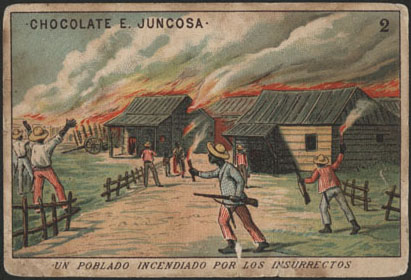 ·CHOCOLATE E. JUNCOSA·
2
UN POBLADO INCENDIADO POR LOS INSURRECTOS